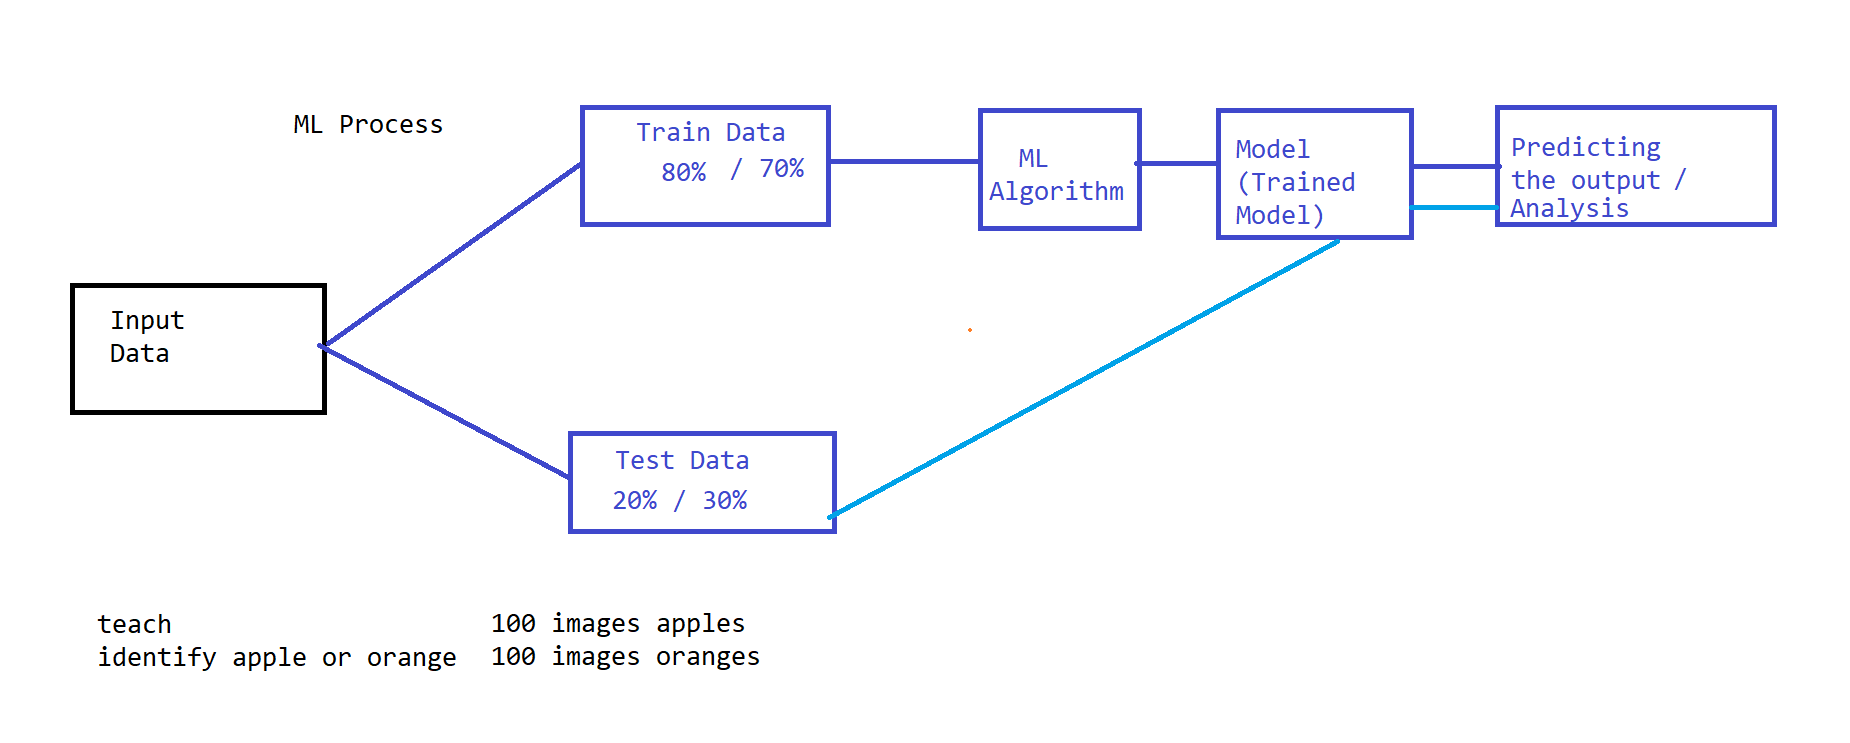 ML Process
Train Data
80% / 70%
ML
Algorithm
Model
(Trained
Model)
Predicting
the output /
Analysis
Input
Data
Test Data
20% / 30%
teach
identify apple or orange
100 images apples
100 images oranges